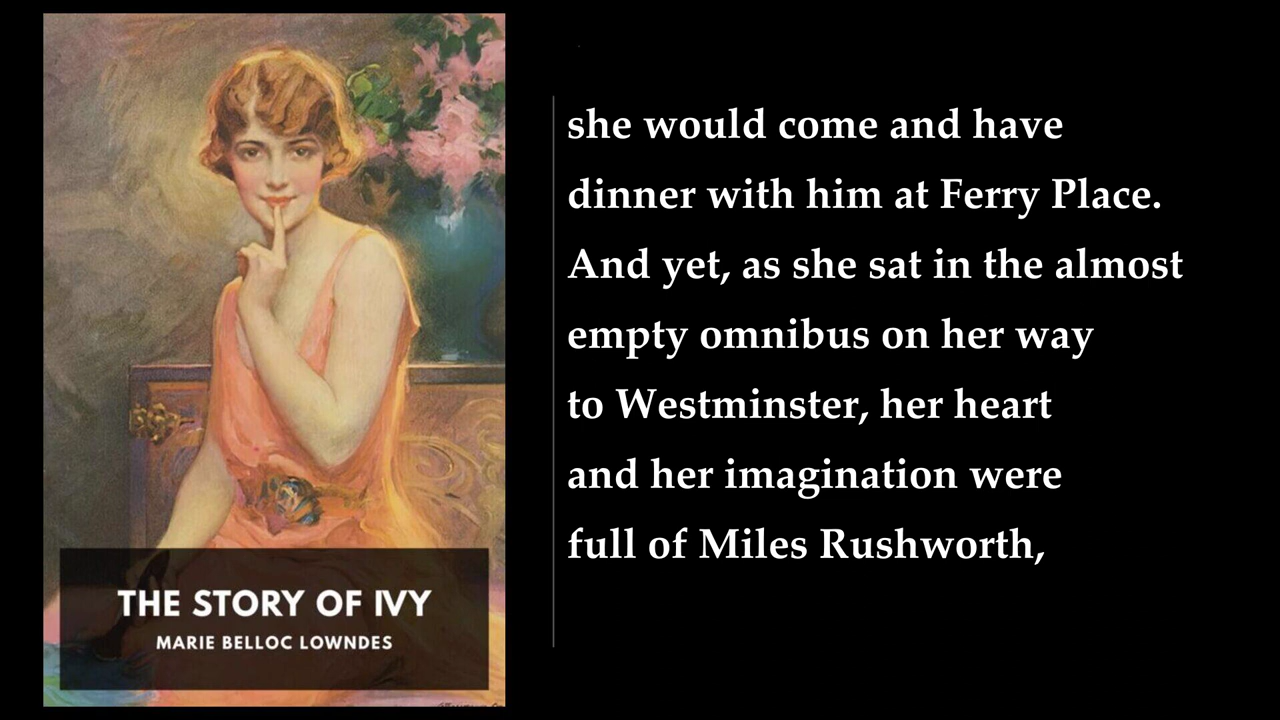 she would come and have
dinner with him at Ferry Place.
And yet, as she sat in the almost
empty omnibus on her way
to Westminster, her heart
and her imagination were
full of Miles Rushworth,
THE STORY OF IVY
MARIE BELLOC LOWNDES